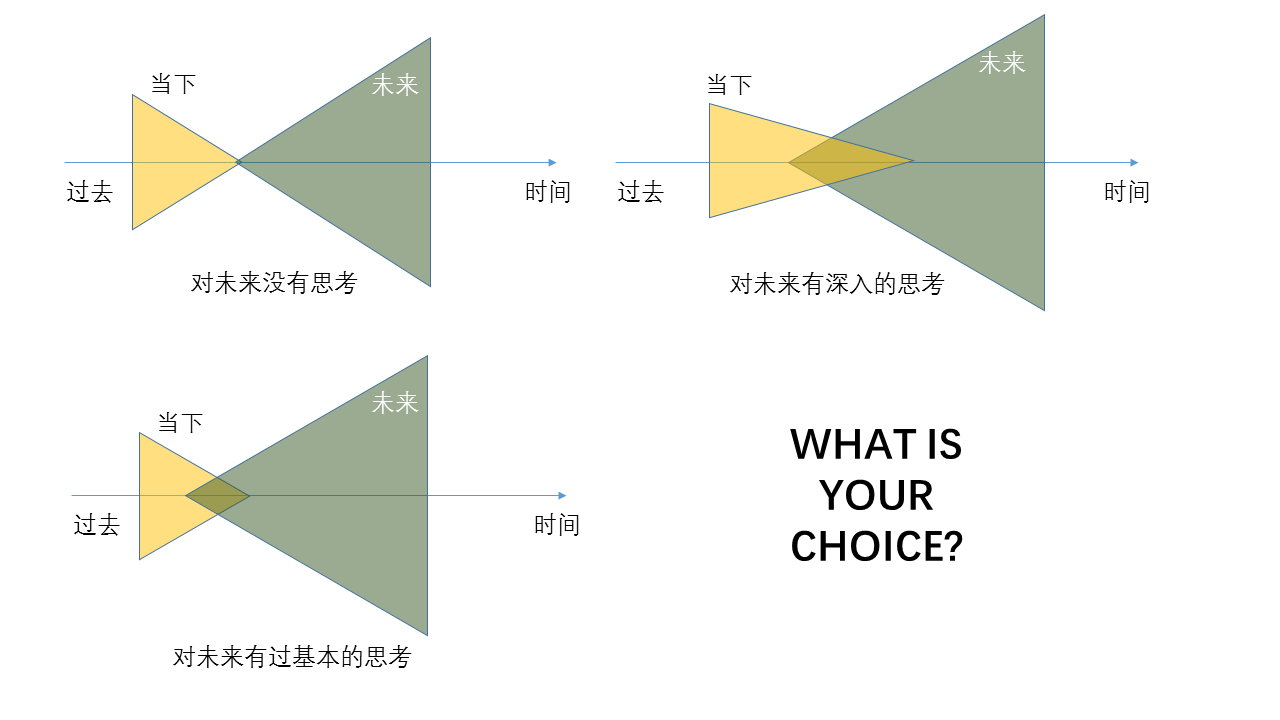 当下
未来
过去
时间
对未来没有思考
当下
未来
过去
时间
对未来有深入的思考
当下
未来
过去
时间
对未来有过基本的思考
WHAT IS
YOUR
CHOICE?